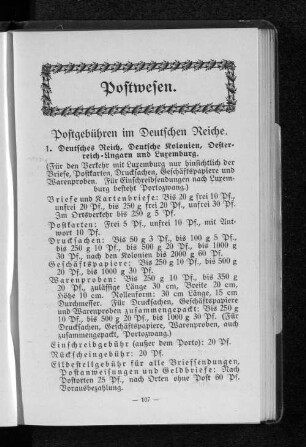 Postwesen.
Postgebühren im Deutschen Reiche.
1. Deutsches Reich, Deutsche Kolonien, Oester-
reich-Ungarn und Luxemburg.
(Für den Verkehr mit Luxemburg nur hinsichtlich der
Briefe, Postkarten, Drucksachen, Geschäftspapiere und
Warenproben. Für Einschreibsendungen nach Luxem-
burg besteht Portozwang.)
Briefe und Kartenbriefe: Bis 20 g frei 10 Pf.,
unfrei 20 Pf., bis 250 g frei 20 Pf., unfrei 30 Pf.
Im Ortsverkehr bis 250 g 5 Pf.
Postkarten: Frei 5 Pf., unfrei 10 Pf., mit Ant-
wort 10 Pf.
Drucksachen: Bis 50 g 3 Pf., bis 100 g 5 Pf.,
bis 250 g 10 Pf., bis 500 g 20 Pf., bis 1000 g
30 Pf., nach den Kolonien bis 2000 g 60 Pf.
Geschäftspapiere: Bis 250 g 10 Pf., bis 500 g
20 Pf., bis 1000 g 30 Pf.
Warenproben: Bis 250 g 10 Pf., bis 350 g
20 Pf., zulässige Länge 30 cm, Breite 20 cm,
Höhe 10 cm. Rollenform: 30 cm Länge, 15 cm
Durchmesser. Für Drucksachen, Geschäftspapiere
und Warenproben zusammengepackt: Bis 250 g
10 Pf., bis 500 g 20 Pf., bis 1000 g 30 Pf. (Für
Drucksachen, Geschäftspapiere, Warenproben, auch
zusammengepackt, Portozwang.)
Einschreibgebühr (außer dem Porto): 20 Pf.
Rückscheingebühr: 20 Pf.
Eilbestellgebühr für alle Briefsendungen,
Postanweisungen und Geldbriefe: Nach
Postorten 25 Pf., nach Orten ohne Post 60 Pf.
Vorausbezahlung.
— 107 —